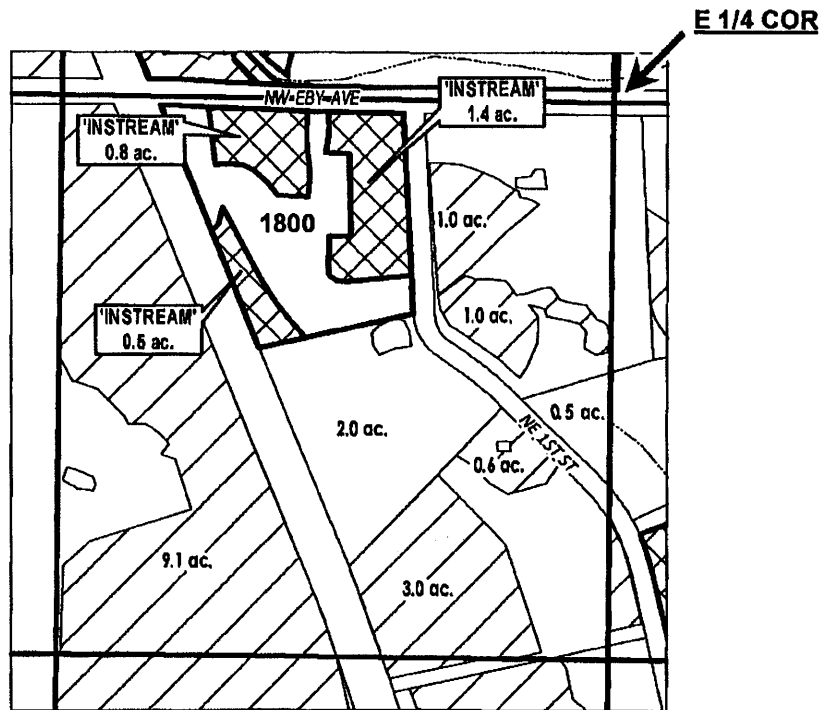 E 1/4 COR
NW EBY AVE
'INSTREAM'
1.4 ac.
'INSTREAM'
0.8 ac.
1800
1.0 ac.
'INSTREAM'
0.5 ac.
1.0 ac.
2.0 ac.
0.5 ac.
NE 1ST ST
0.6 ac.
9.1 ac.
3.0 ac.